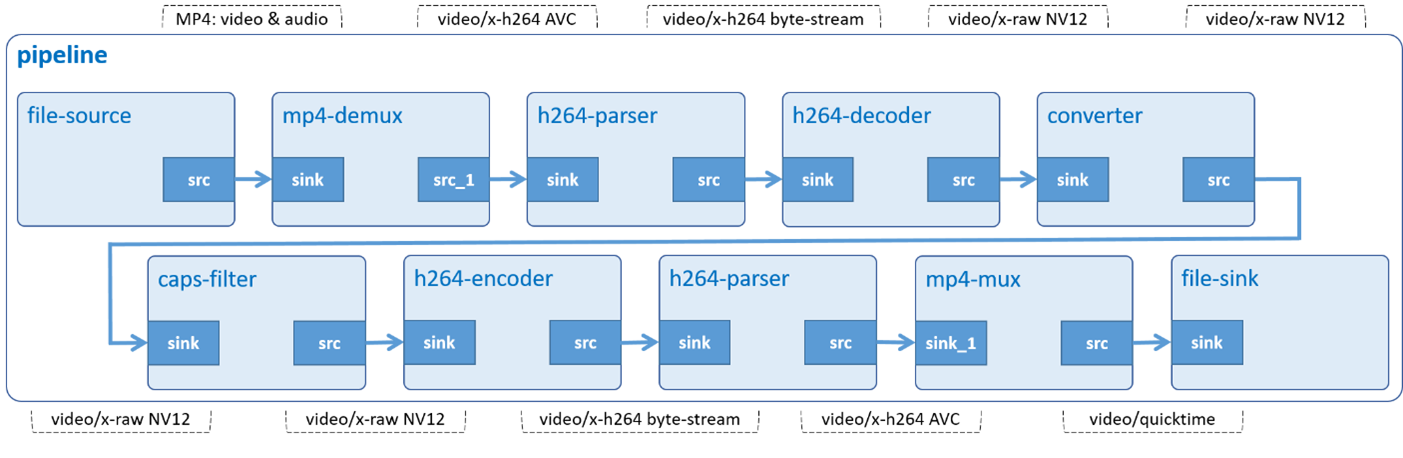 MP4: video & audio
video/x-h264 AVC
video/x-h264 byte-stream
video/x-raw NV12
video/x-raw NV12
pipeline
file-source
mp4-demux
h264-parser
h264-decoder
converter
src
sink
src_1
sink
src
sink
src
sink
src
caps-filter
h264-encoder
h264-parser
mp4-mux
file-sink
sink
src
sink
src
sink
src
sink_1
src
sink
video/x-raw NV12
video/x-raw NV12
video/x-h264 byte-stream
video/x-h264 AVC
video/quicktime